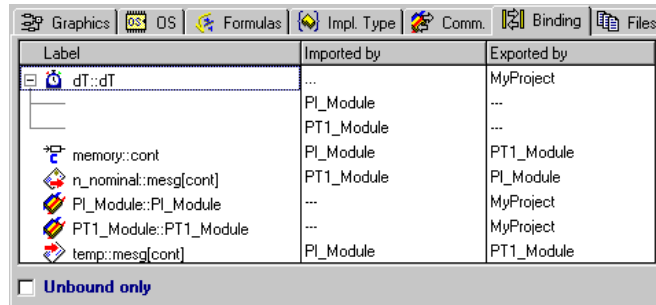 Graphics OS OS Formulas Impl. Type Comm. Binding Files
Label Imported by Exported by
dT::dT ... MyProject
PI_Module ---
PT1_Module ---
memory::cont PI_Module PT1_Module
n_nominal::mesg[cont] PT1_Module PI_Module
PI_Module::PI_Module --- MyProject
PT1_Module::PT1_Module --- MyProject
temp::mesg[cont] PI_Module PT1_Module
Unbound only